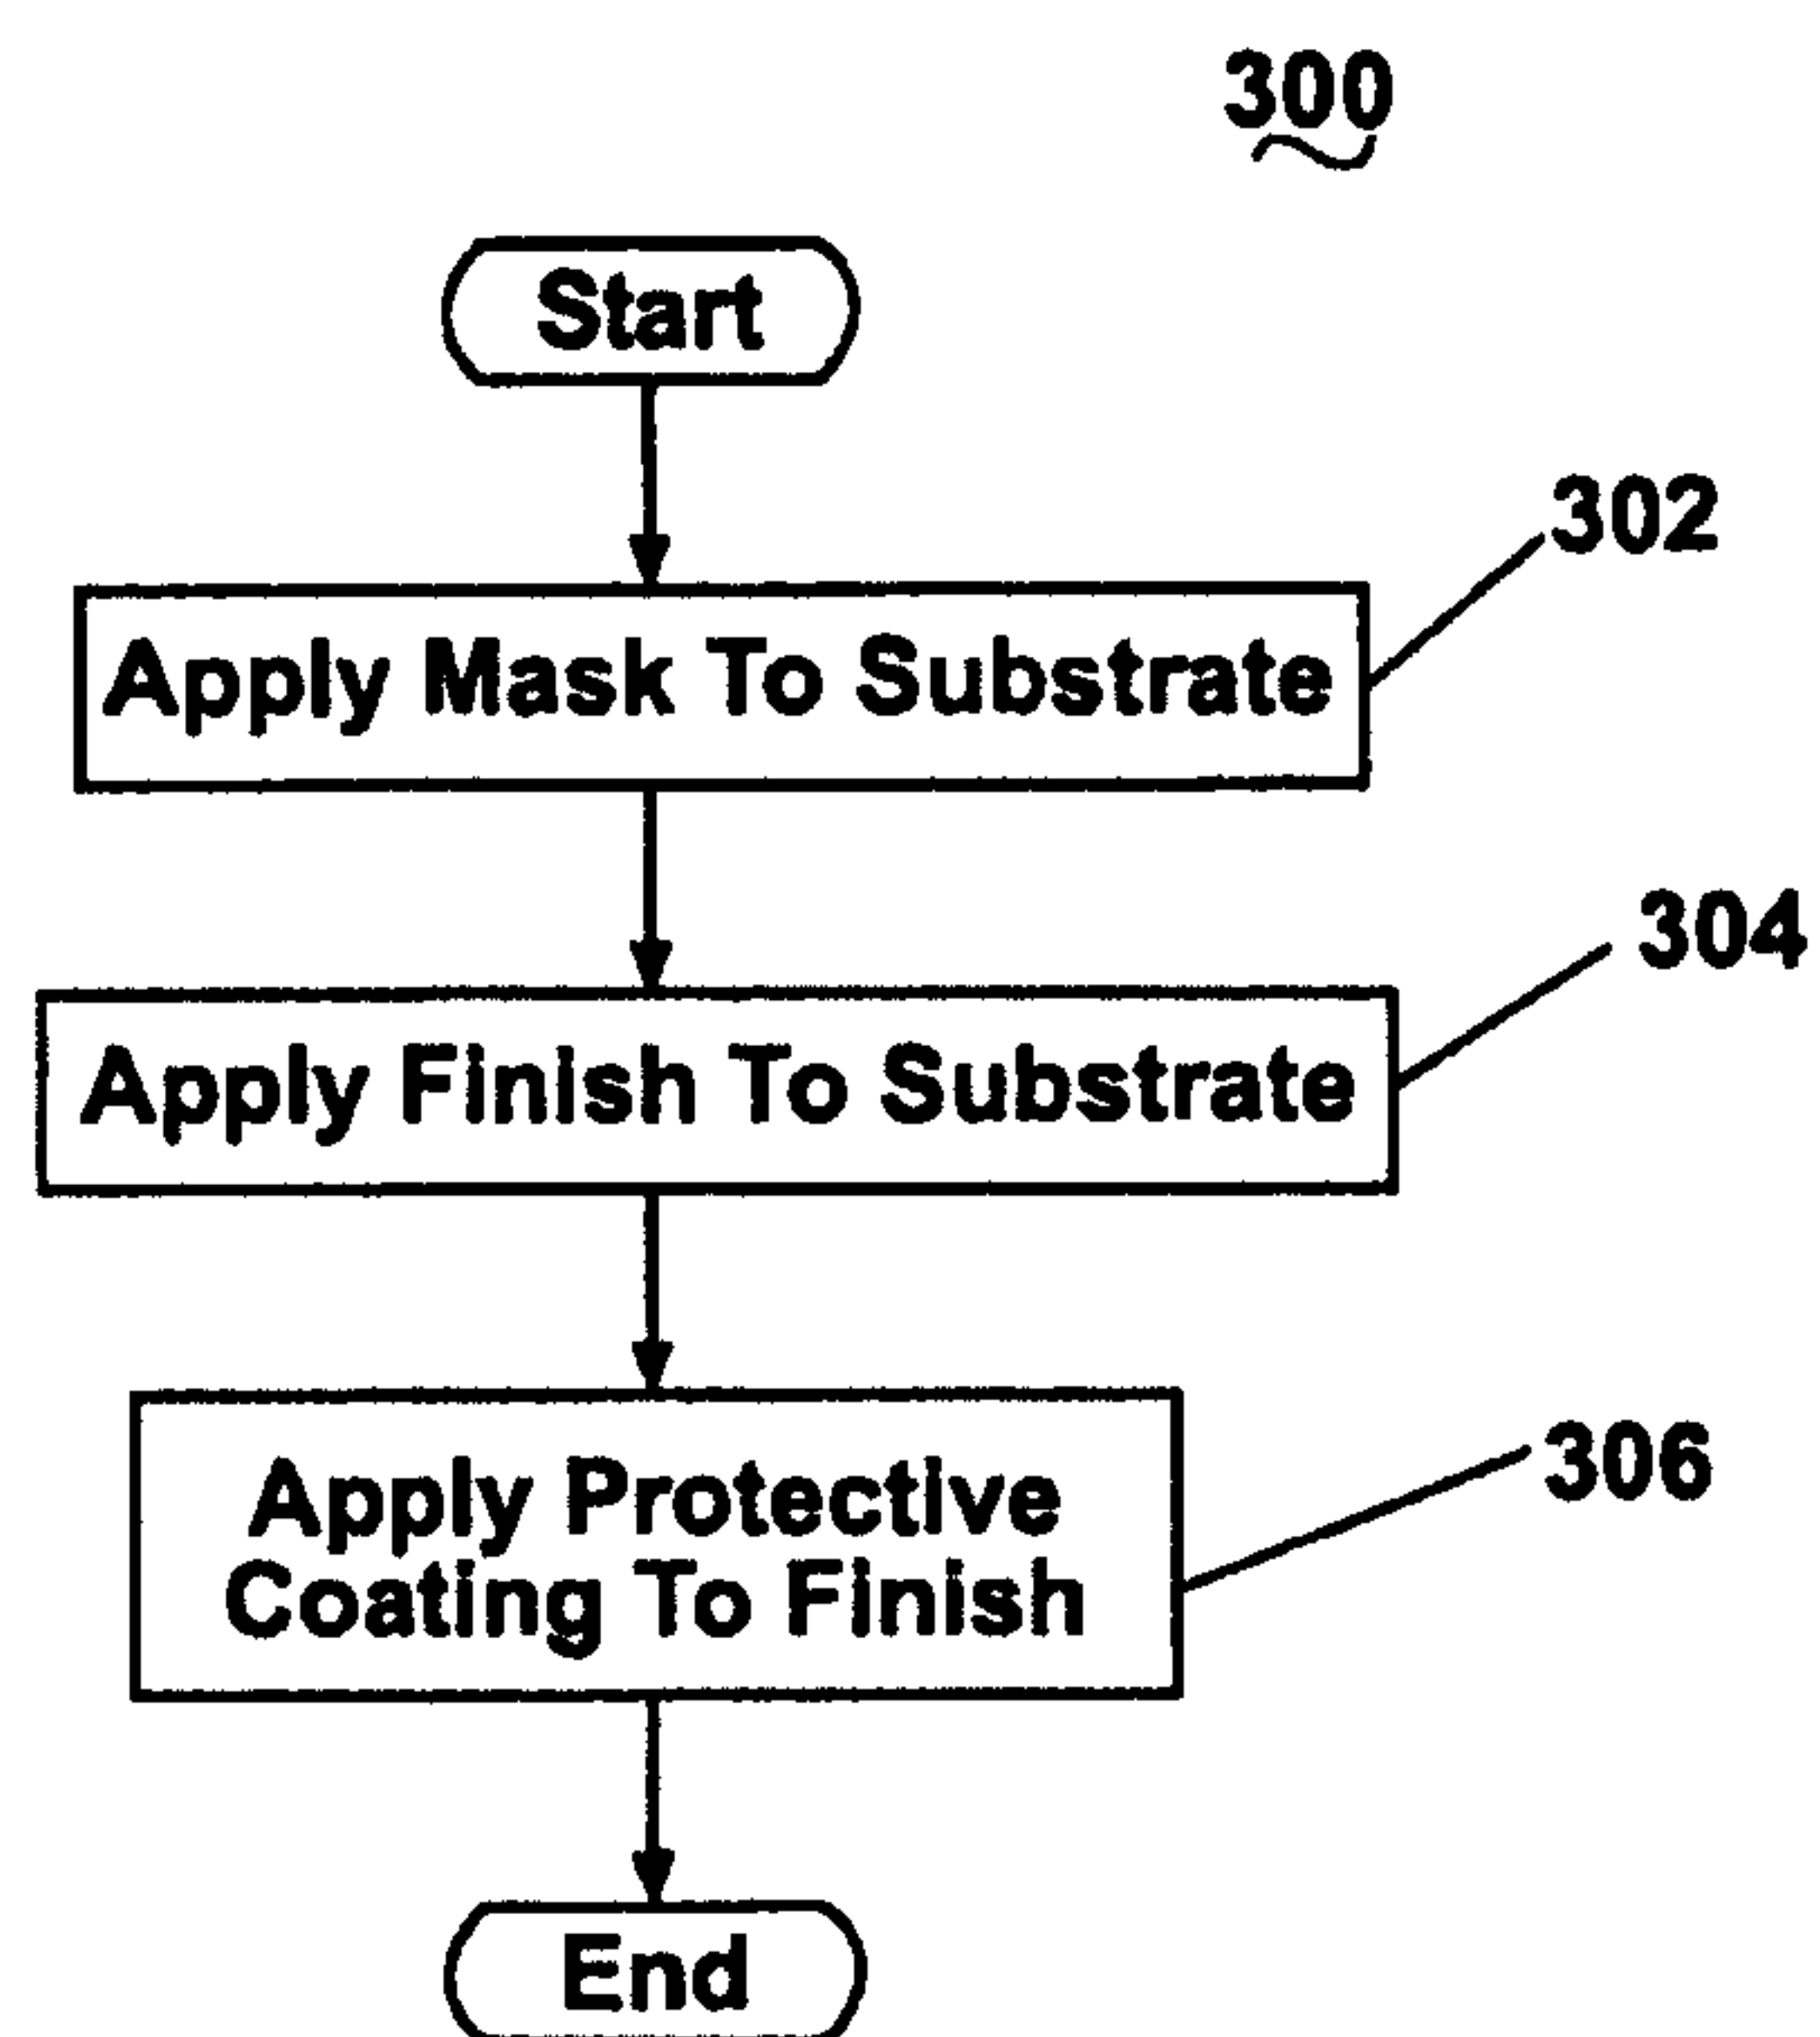 300
Start
302
Apply Mask To Substrate
304
Apply Finish To Substrate
306
Apply Protective
Coating To Finish
End